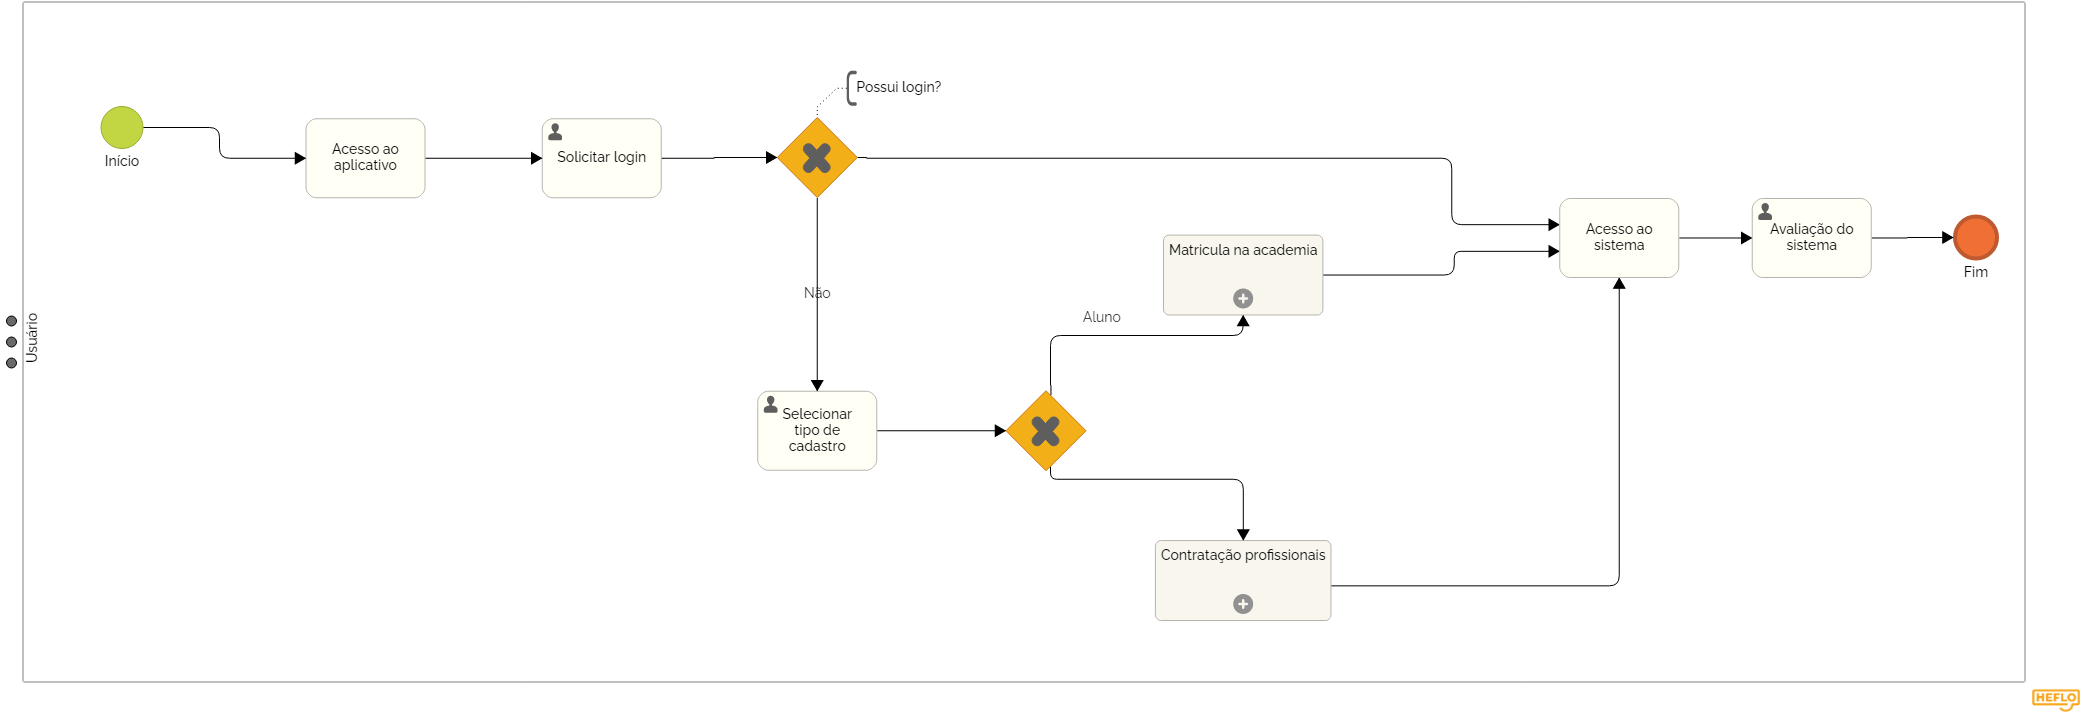 Possui login?
Início
Acesso ao
aplicativo
Solicitar login
Não
Usuário
Selecionar
tipo de
cadastro
Aluno
Matricula na academia
Contratação profissionais
Acesso ao
sistema
Avaliação do
sistema
Fim
HEFLO